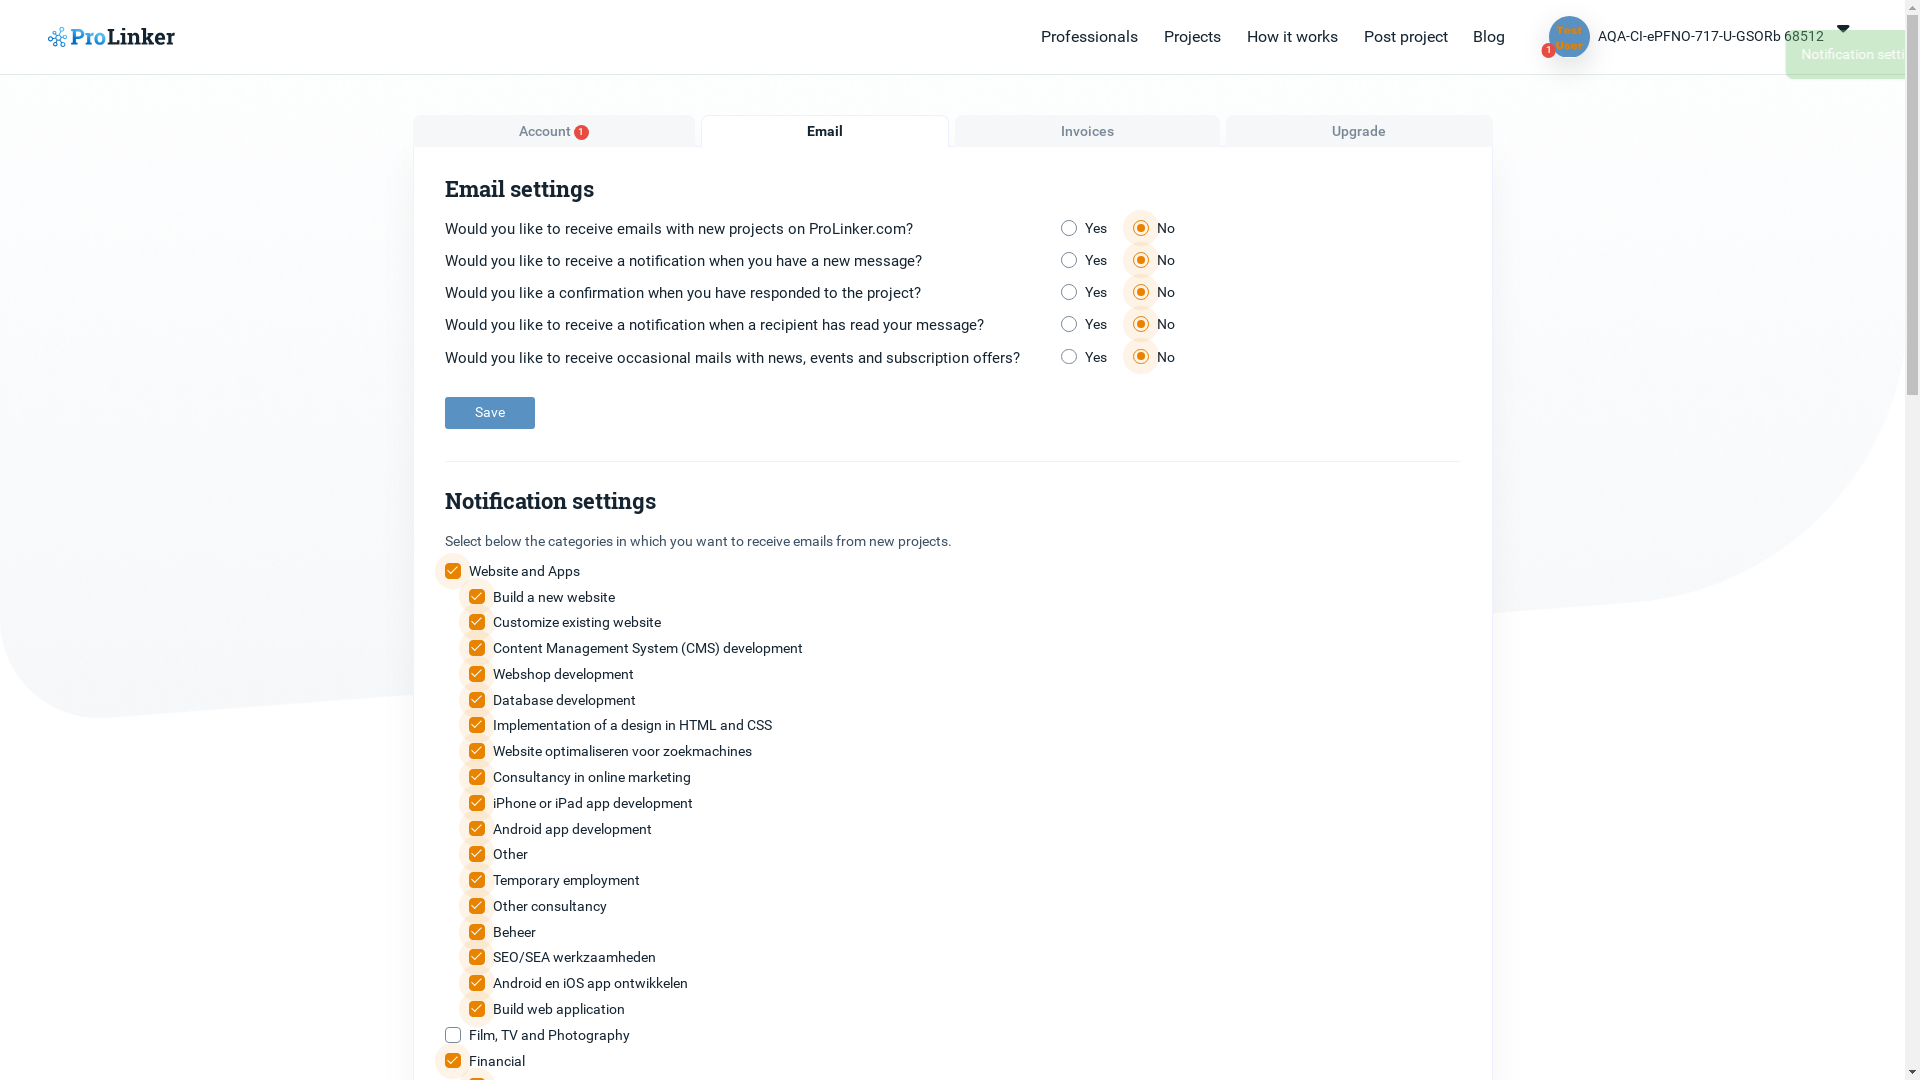 ProLinker
Professionals Projects How it works Post project Blog
Test
User
1
AQA-CI-ePFNO-717-U-GSORb 68512
Notification setti
Account 1
Email
Invoices
Upgrade
Email settings
Would you like to receive emails with new projects on ProLinker.com? Yes No
Would you like to receive a notification when you have a new message? Yes No
Would you like a confirmation when you have responded to the project? Yes No
Would you like to receive a notification when a recipient has read your message? Yes No
Would you like to receive occasional mails with news, events and subscription offers? Yes No
Save
Notification settings
Select below the categories in which you want to receive emails from new projects.
Website and Apps
Build a new website
Customize existing website
Content Management System (CMS) development
Webshop development
Database development
Implementation of a design in HTML and CSS
Website optimaliseren voor zoekmachines
Consultancy in online marketing
iPhone or iPad app development
Android app development
Other
Temporary employment
Other consultancy
Beheer
SEO/SEA werkzaamheden
Android en iOS app ontwikkelen
Build web application
Film, TV and Photography
Financial